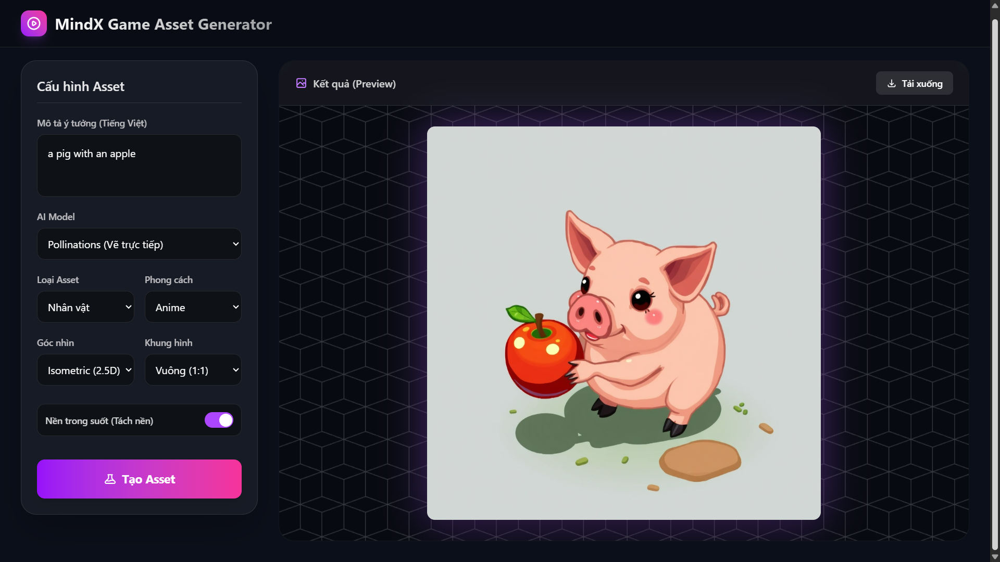 MindX Game Asset Generator
Cấu hình Asset
Mô tả ý tưởng (Tiếng Việt)
a pig with an apple
AI Model
Pollinations (Vẽ trực tiếp)
Loại Asset
Phong cách
Nhân vật
Anime
Góc nhìn
Khung hình
Isometric (2.5D)
Vuông (1:1)
Nền trong suốt (Tách nền)
Tạo Asset
Kết quả (Preview)
Tải xuống